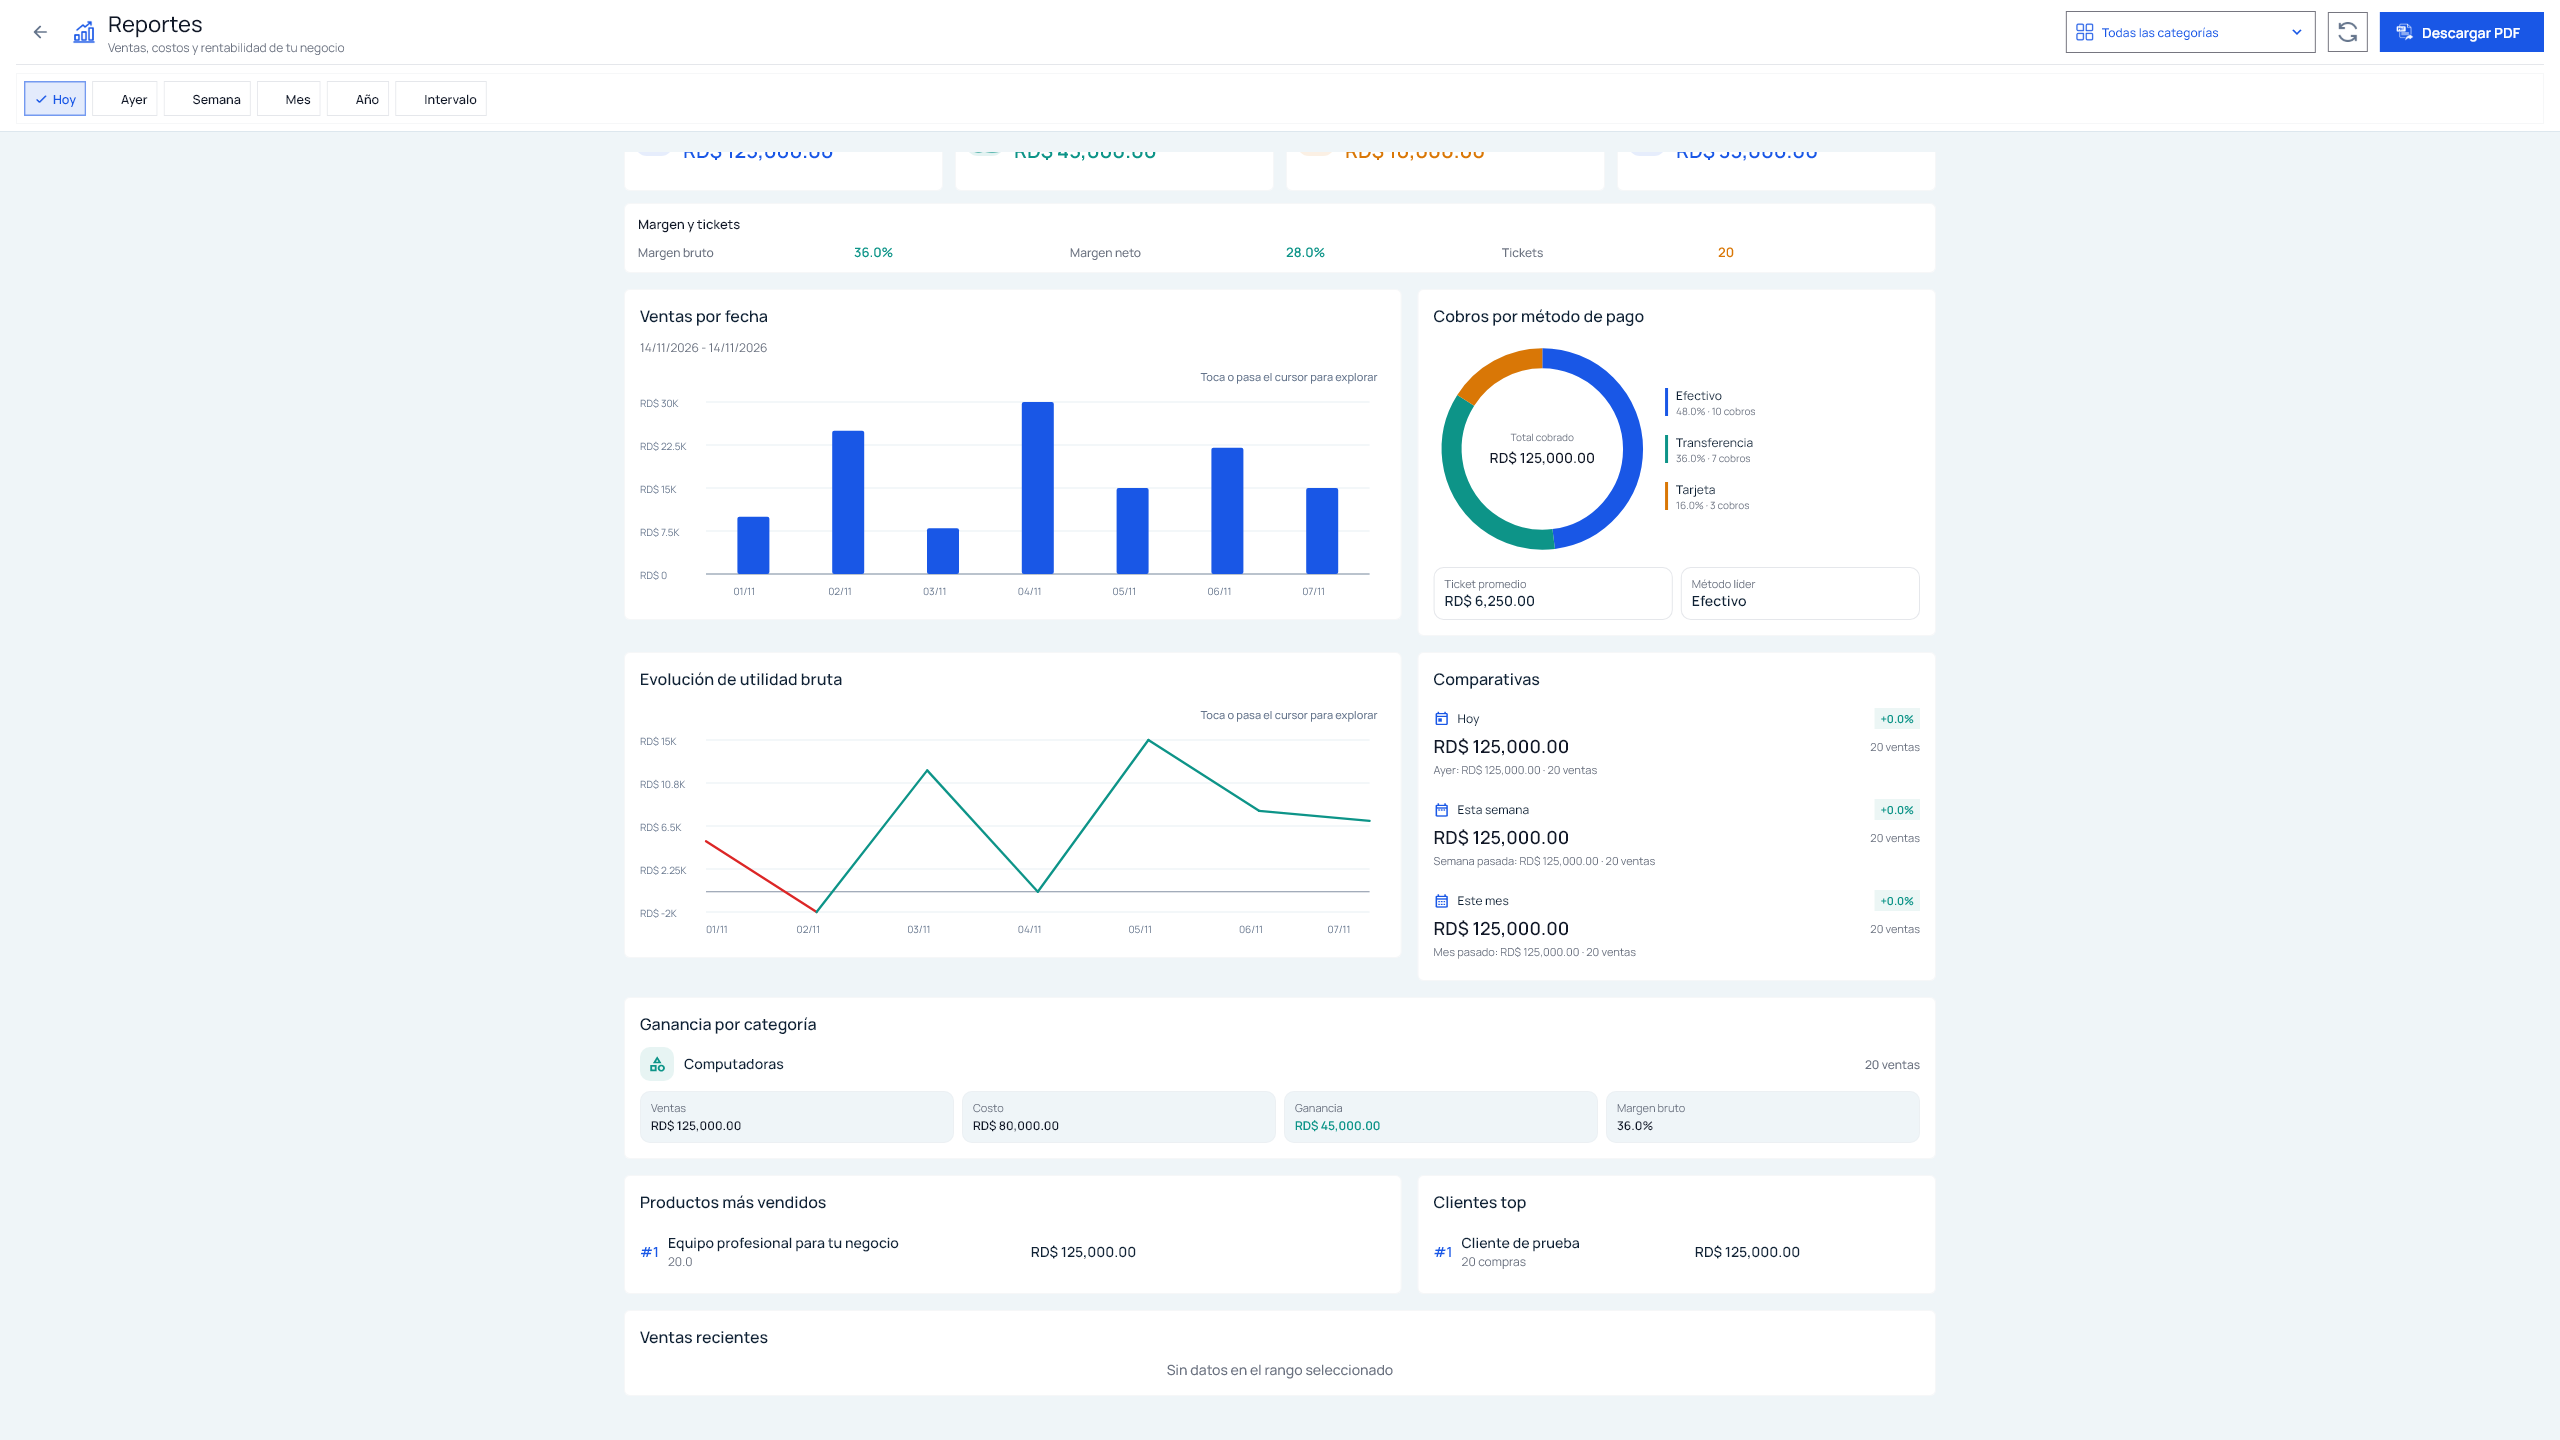 Reportes
Ventas, costos y rentabilidad de tu negocio
Todas las categorías
Descargar PDF
Hoy
Ayer
Semana
Mes
Año
Intervalo
Margen y tickets
Margen bruto
36.0%
Margen neto
28.0%
Tickets
20
Ventas por fecha
14/11/2026 - 14/11/2026
Toca o pasa el cursor para explorar
RD$ 30K
RD$ 22.5K
RD$ 15K
RD$ 7.5K
RD$ 0
01/11
02/11
03/11
04/11
05/11
06/11
07/11
Cobros por método de pago
Total cobrado
RD$ 125,000.00
Efectivo
48.0% · 10 cobros
Transferencia
36.0% · 7 cobros
Tarjeta
16.0% · 3 cobros
Ticket promedio
RD$ 6,250.00
Método líder
Efectivo
Evolución de utilidad bruta
Toca o pasa el cursor para explorar
RD$ 15K
RD$ 10.8K
RD$ 6.5K
RD$ 2.25K
RD$ -2K
01/11
02/11
03/11
04/11
05/11
06/11
07/11
Comparativas
Hoy
+0.0%
RD$ 125,000.00
20 ventas
Ayer: RD$ 125,000.00 · 20 ventas
Esta semana
+0.0%
RD$ 125,000.00
20 ventas
Semana pasada: RD$ 125,000.00 · 20 ventas
Este mes
+0.0%
RD$ 125,000.00
20 ventas
Mes pasado: RD$ 125,000.00 · 20 ventas
Ganancia por categoría
Computadoras
20 ventas
Ventas
RD$ 125,000.00
Costo
RD$ 80,000.00
Ganancia
RD$ 45,000.00
Margen bruto
36.0%
Productos más vendidos
#1
Equipo profesional para tu negocio
20.0
RD$ 125,000.00
Clientes top
#1
Cliente de prueba
20 compras
RD$ 125,000.00
Ventas recientes
Sin datos en el rango seleccionado